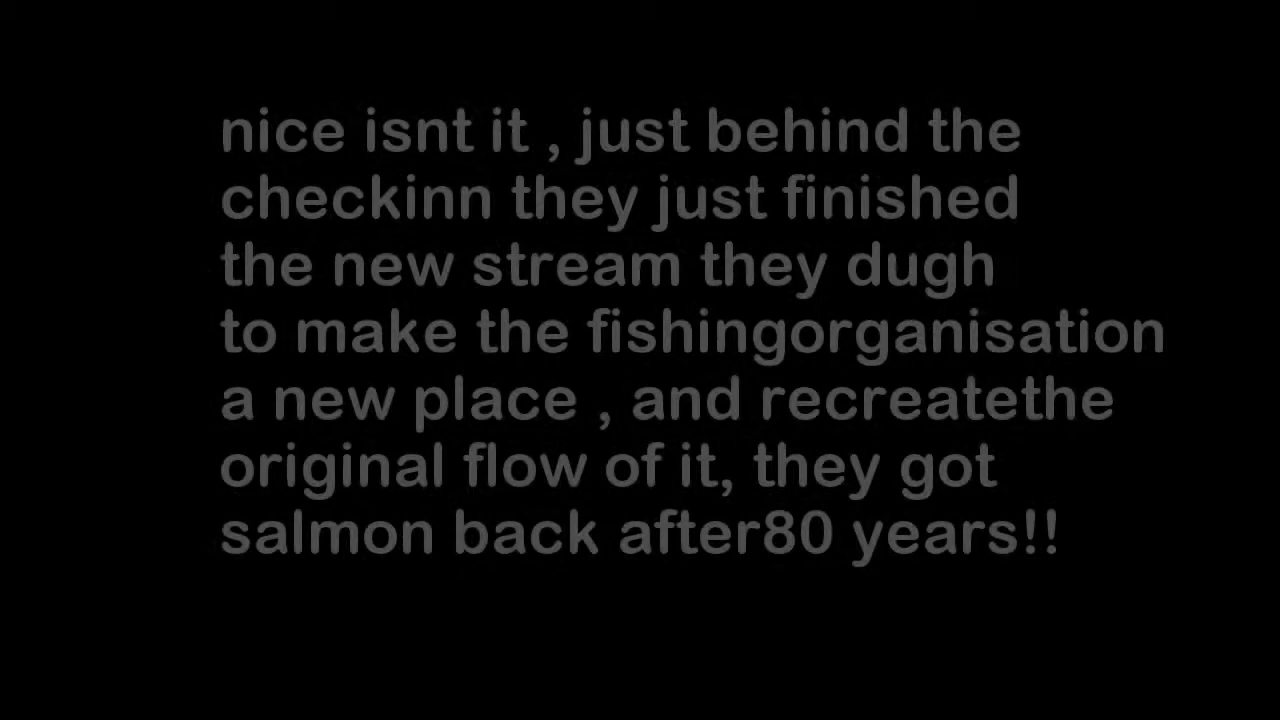 nice isnt it , just behind the
checkinn they just finished
the new stream they dugh
to make the fishingorganisation
a new place , and recreatethe
original flow of it, they got
salmon back after80 years!!